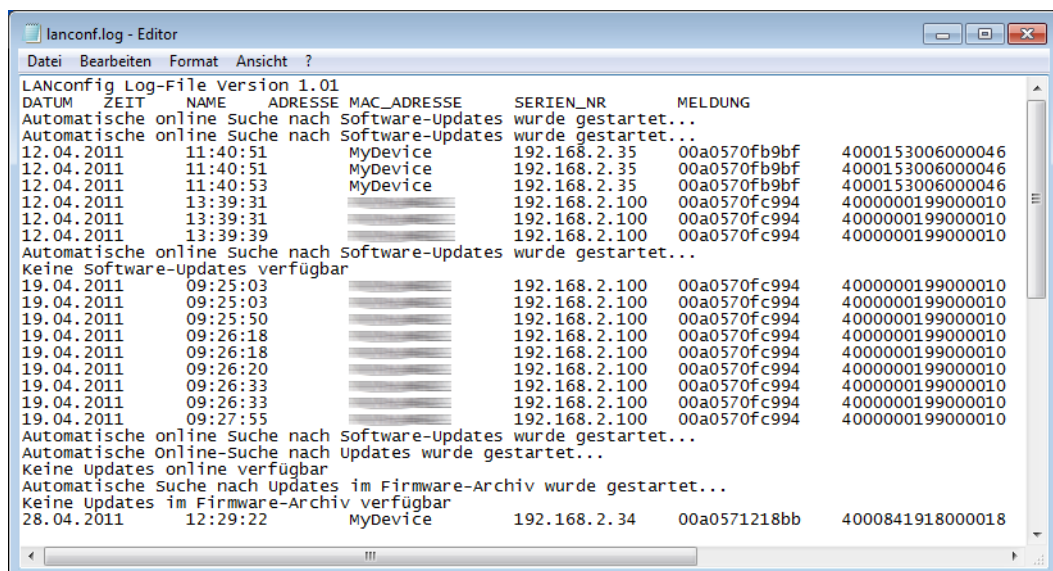 lanconf.log - Editor
Datei Bearbeiten Format Ansicht ?
LANconfig Log-File Version 1.01
DATUM ZEIT NAME ADRESSE MAC_ADRESSE SERIEN_NR MELDUNG
Automatische online Suche nach Software-Updates wurde gestartet...
Automatische online Suche nach Software-Updates wurde gestartet...
12.04.2011 11:40:51 MyDevice 192.168.2.35 00a0570fb9bf 4000153006000046
12.04.2011 11:40:51 MyDevice 192.168.2.35 00a0570fb9bf 4000153006000046
12.04.2011 11:40:53 MyDevice 192.168.2.35 00a0570fb9bf 4000153006000046
12.04.2011 13:39:31 192.168.2.100 00a0570fc994 4000000199000010
12.04.2011 13:39:31 192.168.2.100 00a0570fc994 4000000199000010
12.04.2011 13:39:39 192.168.2.100 00a0570fc994 4000000199000010
Automatische online Suche nach Software-Updates wurde gestartet...
Keine Software-Updates verfügbar
19.04.2011 09:25:03 192.168.2.100 00a0570fc994 4000000199000010
19.04.2011 09:25:03 192.168.2.100 00a0570fc994 4000000199000010
19.04.2011 09:25:50 192.168.2.100 00a0570fc994 4000000199000010
19.04.2011 09:26:18 192.168.2.100 00a0570fc994 4000000199000010
19.04.2011 09:26:18 192.168.2.100 00a0570fc994 4000000199000010
19.04.2011 09:26:20 192.168.2.100 00a0570fc994 4000000199000010
19.04.2011 09:26:33 192.168.2.100 00a0570fc994 4000000199000010
19.04.2011 09:26:33 192.168.2.100 00a0570fc994 4000000199000010
19.04.2011 09:27:55 192.168.2.100 00a0570fc994 4000000199000010
Automatische online Suche nach Software-Updates wurde gestartet...
Automatische Online-Suche nach Updates wurde gestartet...
Keine Updates online verfügbar
Automatische Suche nach Updates im Firmware-Archiv wurde gestartet...
Keine Updates im Firmware-Archiv verfügbar
28.04.2011 12:29:22 MyDevice 192.168.2.34 00a0571218bb 4000841918000018